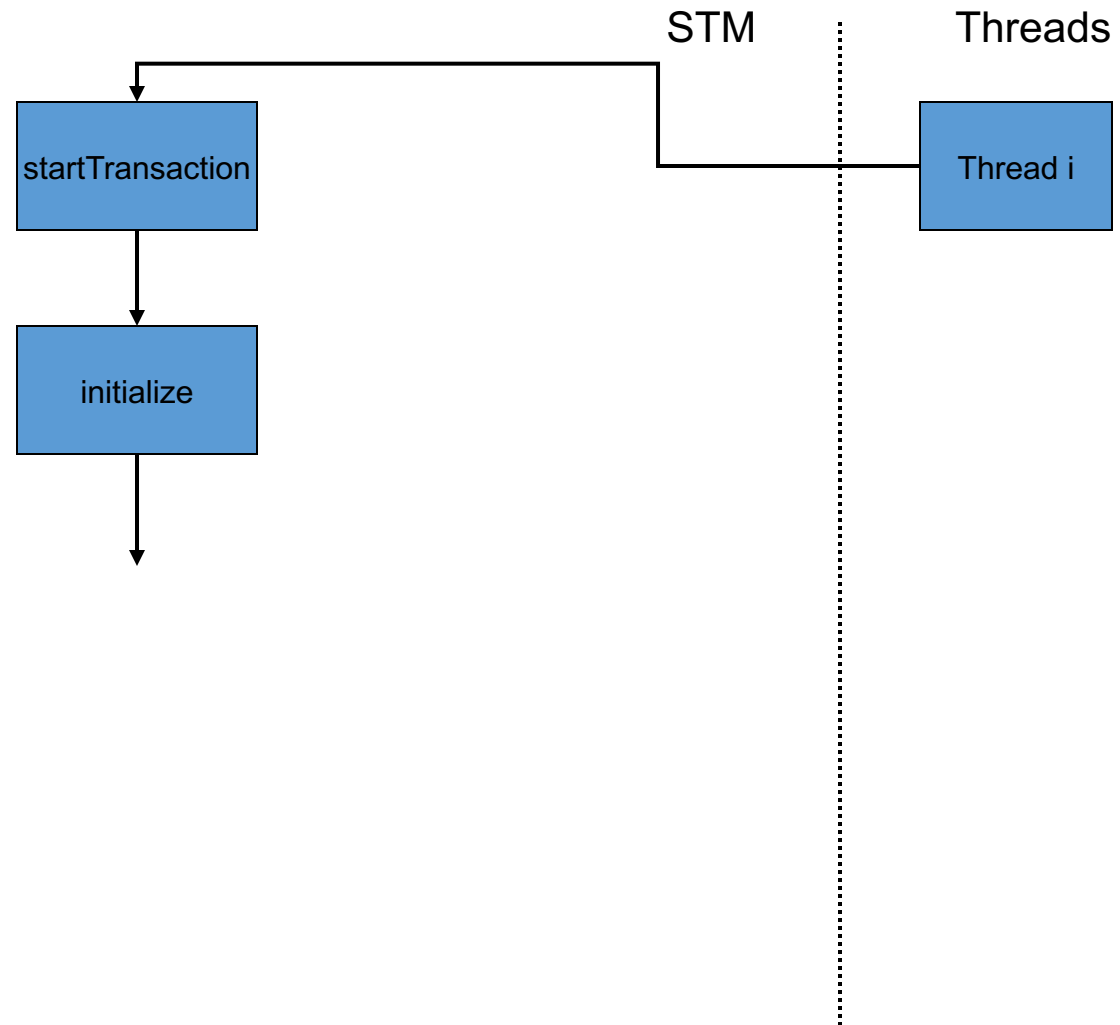 STM
Threads
startTransaction
Thread i
initialize